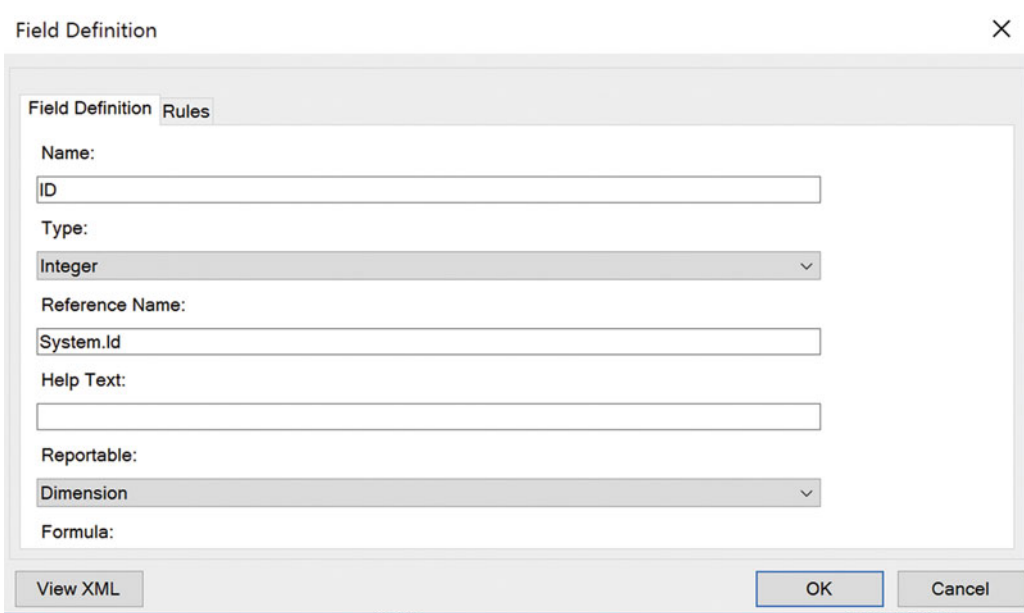 Field Definition
Field Definition Rules
Name:
ID
Type:
Integer
Reference Name:
System.Id
Help Text:
Reportable:
Dimension
Formula:
View XML OK Cancel